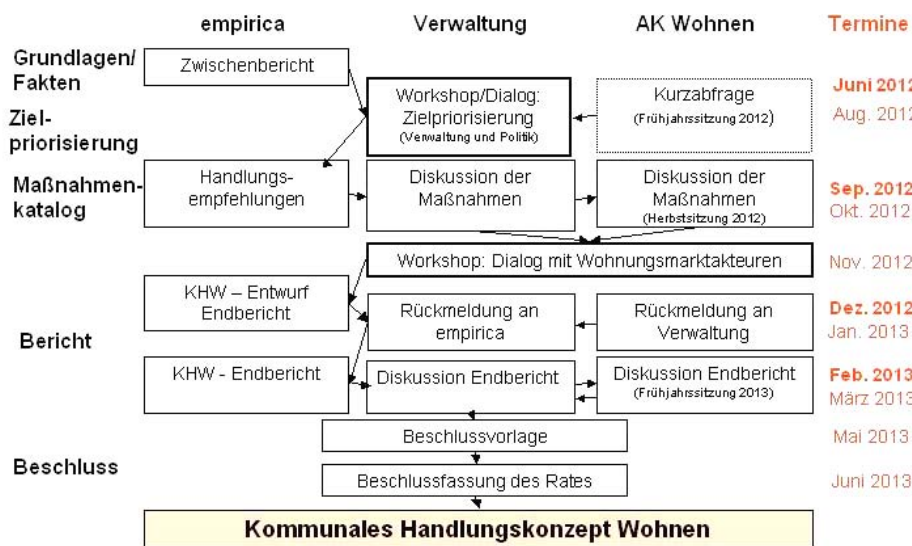 empirica Verwaltung AK Wohnen Termine
Grundlagen/
Fakten
Zwischenbericht
Workshop/Dialog:
Zielpriorisierung
(Verwaltung und Politik)
Kurzabfrage
(Frühjahrssitzung 2012)
Juni 2012
Aug. 2012
Ziel-
priorisierung
Maßnahmen-
katalog
Handlungs-
empfehlungen
Diskussion der
Maßnahmen
Diskussion der
Maßnahmen
(Herbstsitzung 2012)
Sep. 2012
Okt. 2012
Workshop: Dialog mit Wohnungsmarktakteuren
Nov. 2012
Bericht
KHW – Entwurf
Endbericht
Rückmeldung an
empirica
Rückmeldung an
Verwaltung
Dez. 2012
Jan. 2013
KHW - Endbericht
Diskussion Endbericht
Diskussion Endbericht
(Frühjahrssitzung 2013)
Feb. 2013
März 2013
Beschluss
Beschlussvorlage
Mai 2013
Beschlussfassung des Rates
Juni 2013
Kommunales Handlungskonzept Wohnen